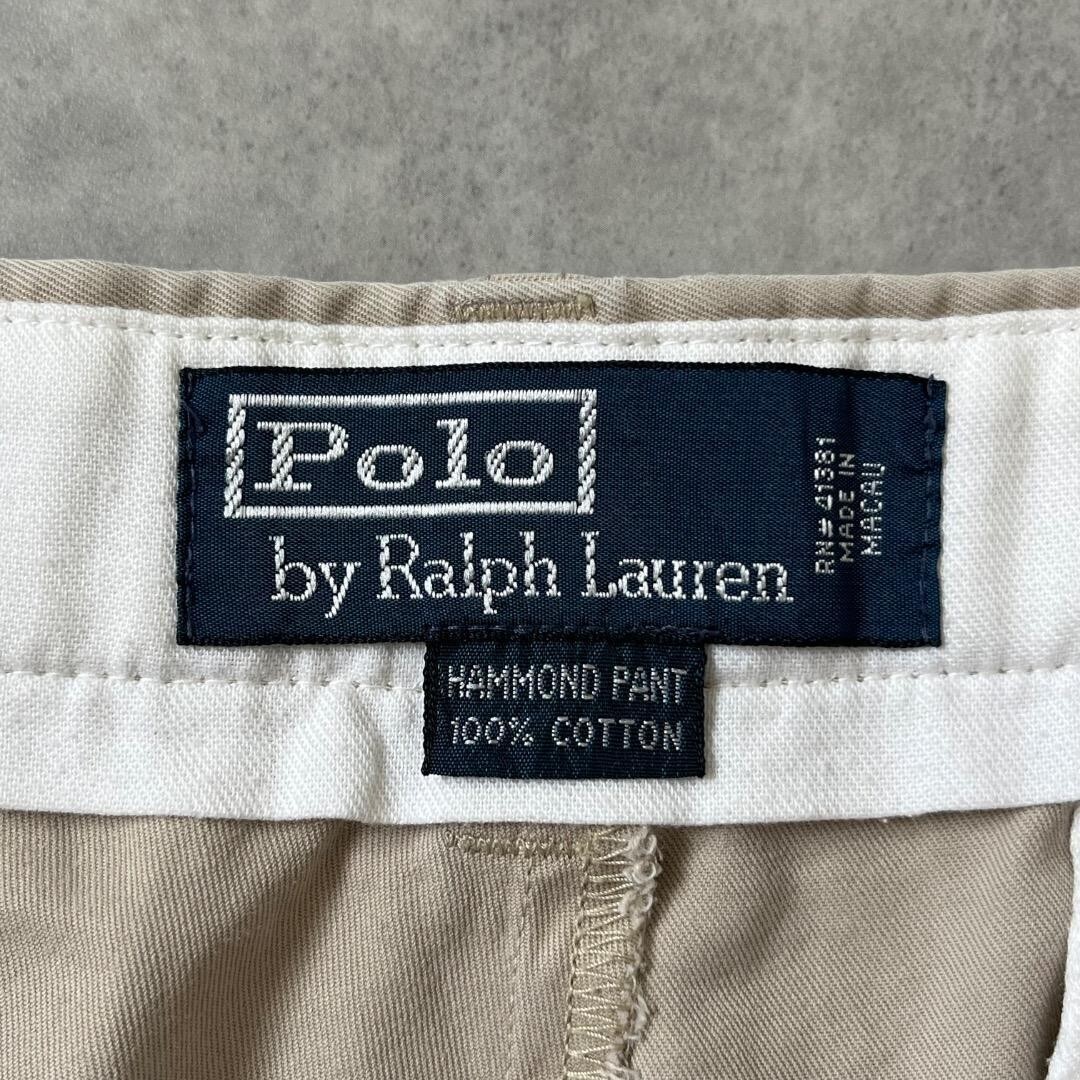 Polo
by Ralph Lauren
RN# 41381
MADE IN
MACAU
HAMMOND PANT
100% COTTON